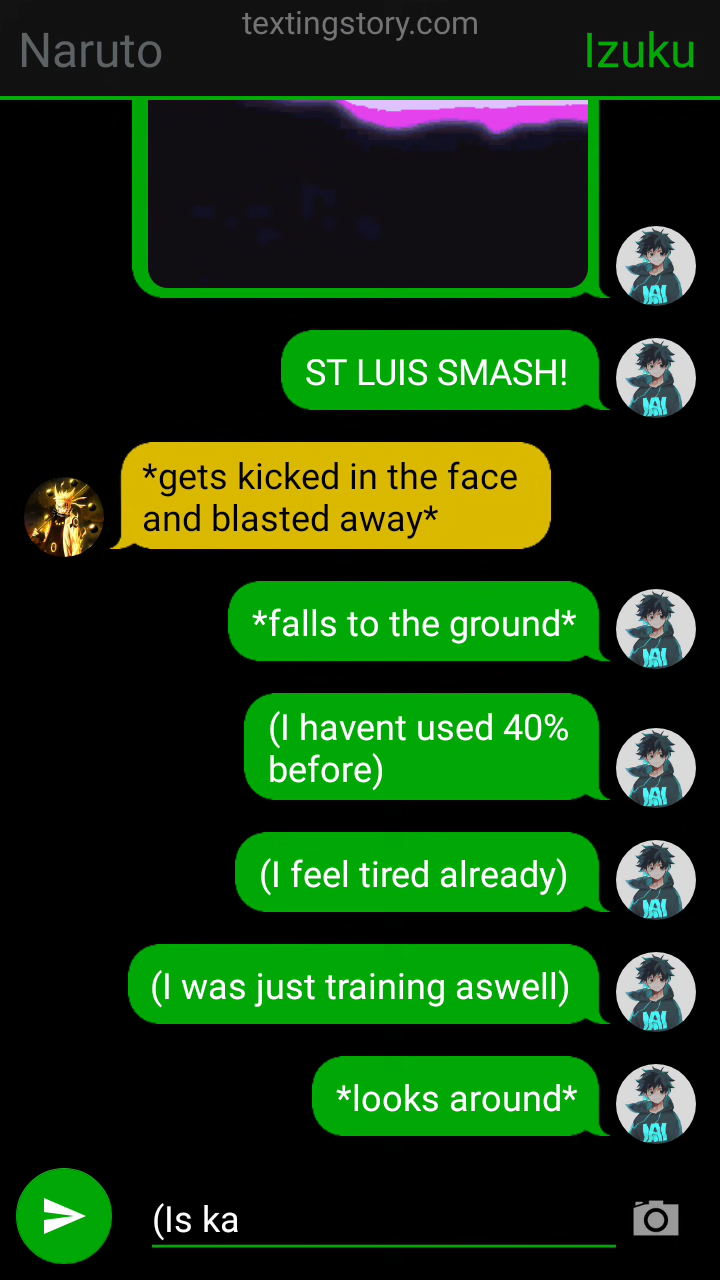 textingstory.com
Naruto
Izuku
ST LUIS SMASH!
*gets kicked in the face
and blasted away*
*falls to the ground*
(I havent used 40%
before)
(I feel tired already)
(I was just training aswell)
*looks around*
(Is ka